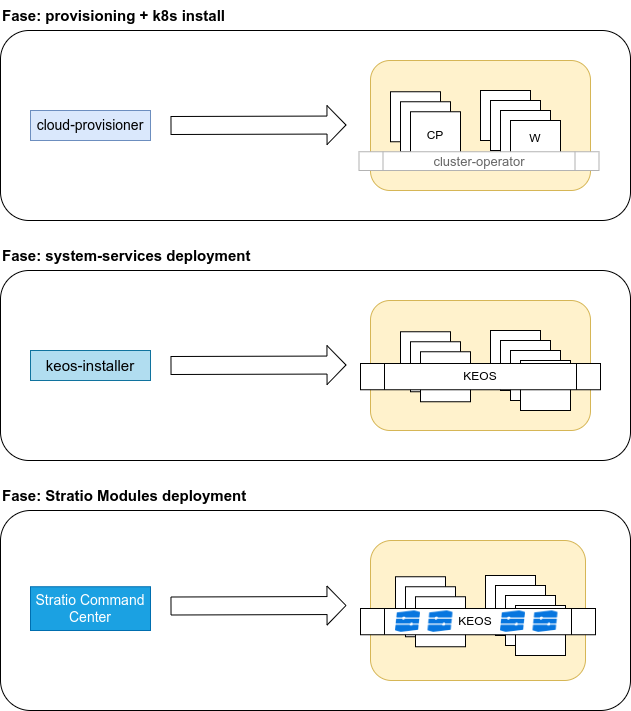 Fase: provisioning + k8s install
cloud-provisioner
CP
W
cluster-operator
Fase: system-services deployment
keos-installer
KEOS
Fase: Stratio Modules deployment
Stratio Command
Center
KEOS